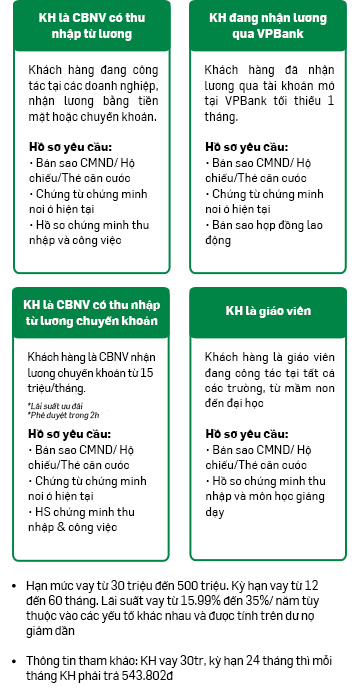 KH là CBNV có thu
nhập từ lương
Khách hàng đang công
tác tại các doanh nghiệp,
nhận lương bằng tiền
mặt hoặc chuyển khoản.
Hồ sơ yêu cầu:
• Bản sao CMND/ Hộ
chiếu/Thẻ căn cước
• Chứng từ chứng minh
nơi ở hiện tại
• Hồ sơ chứng minh thu
nhập và công việc
KH đang nhận lương
qua VPBank
Khách hàng đã nhận
lương qua tài khoản mở
tại VPBank tối thiểu 1
tháng.
Hồ sơ yêu cầu:
• Bản sao CMND/ Hộ
chiếu/Thẻ căn cước
• Chứng từ chứng minh
nơi ở hiện tại
• Bản sao hợp đồng lao
động
KH là CBNV có thu nhập
từ lương chuyển khoản
Khách hàng là CBNV nhận
lương chuyển khoản từ 15
triệu/tháng.
*Lãi suất ưu đãi
*Phê duyệt trong 2h
Hồ sơ yêu cầu:
• Bản sao CMND/ Hộ
chiếu/Thẻ căn cước
• Chứng từ chứng minh
nơi ở hiện tại
• HS chứng minh thu
nhập & công việc
KH là giáo viên
Khách hàng là giáo viên
đang công tác tại tất cả
các trường, từ mầm non
đến đại học
Hồ sơ yêu cầu:
• Bản sao CMND/ Hộ
chiếu/Thẻ căn cước
• Hồ sơ chứng minh thu
nhập và môn học giảng
dạy
• Hạn mức vay từ 30 triệu đến 500 triệu. Kỳ hạn vay từ 12
đến 60 tháng. Lãi suất vay từ 15.99% đến 35%/ năm tùy
thuộc vào các yếu tố khác nhau và được tính trên dư nợ
giảm dần
• Thông tin tham khảo: KH vay 30tr, kỳ hạn 24 tháng thì mỗi
tháng KH phải trả 543.802đ